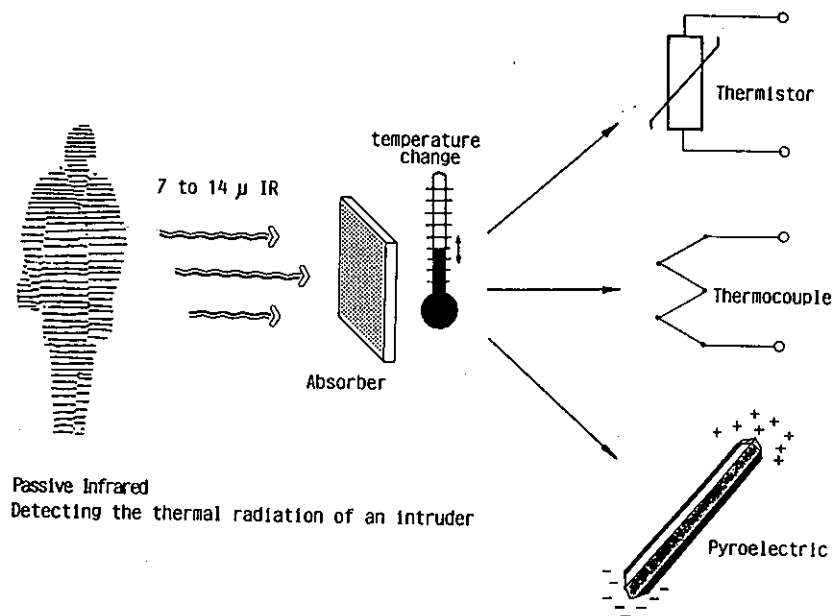 7 to 14 µ IR
temperature
change
Absorber
Thermistor
Thermocouple
Pyroelectric
Passive Infrared
Detecting the thermal radiation of an intruder